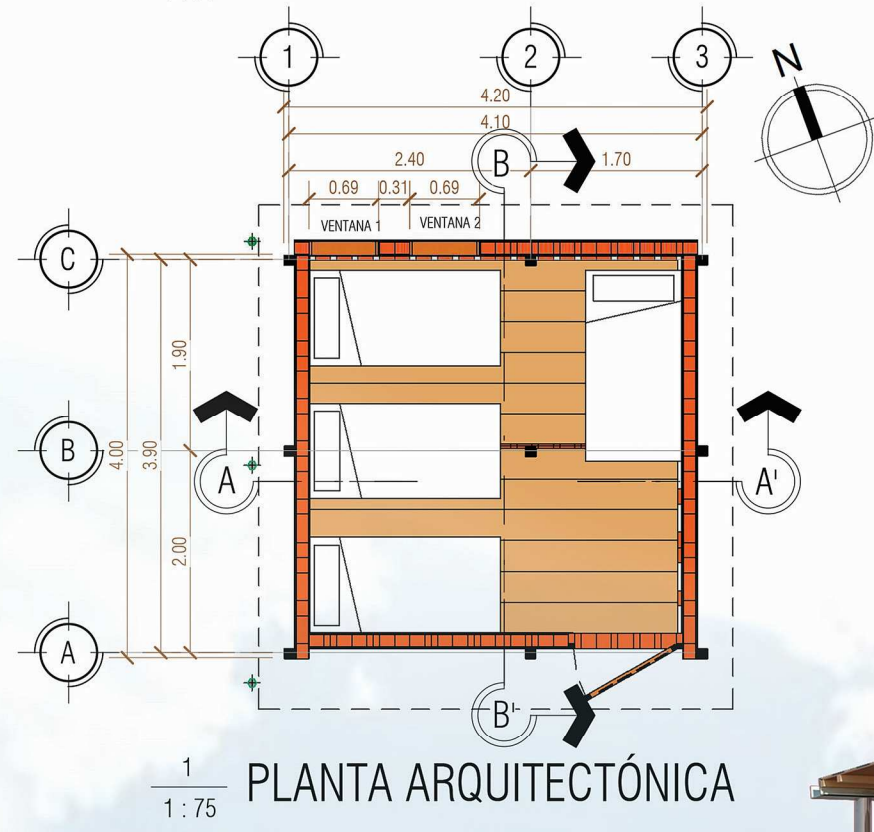 1
2
3
N
4.20
4.10
2.40
B
1.70
0.69
0.31
0.69
VENTANA 1
VENTANA 2
C
1.90
B
4.00
3.90
A
A'
2.00
A
B'
1
1 : 75
PLANTA ARQUITECTÓNICA